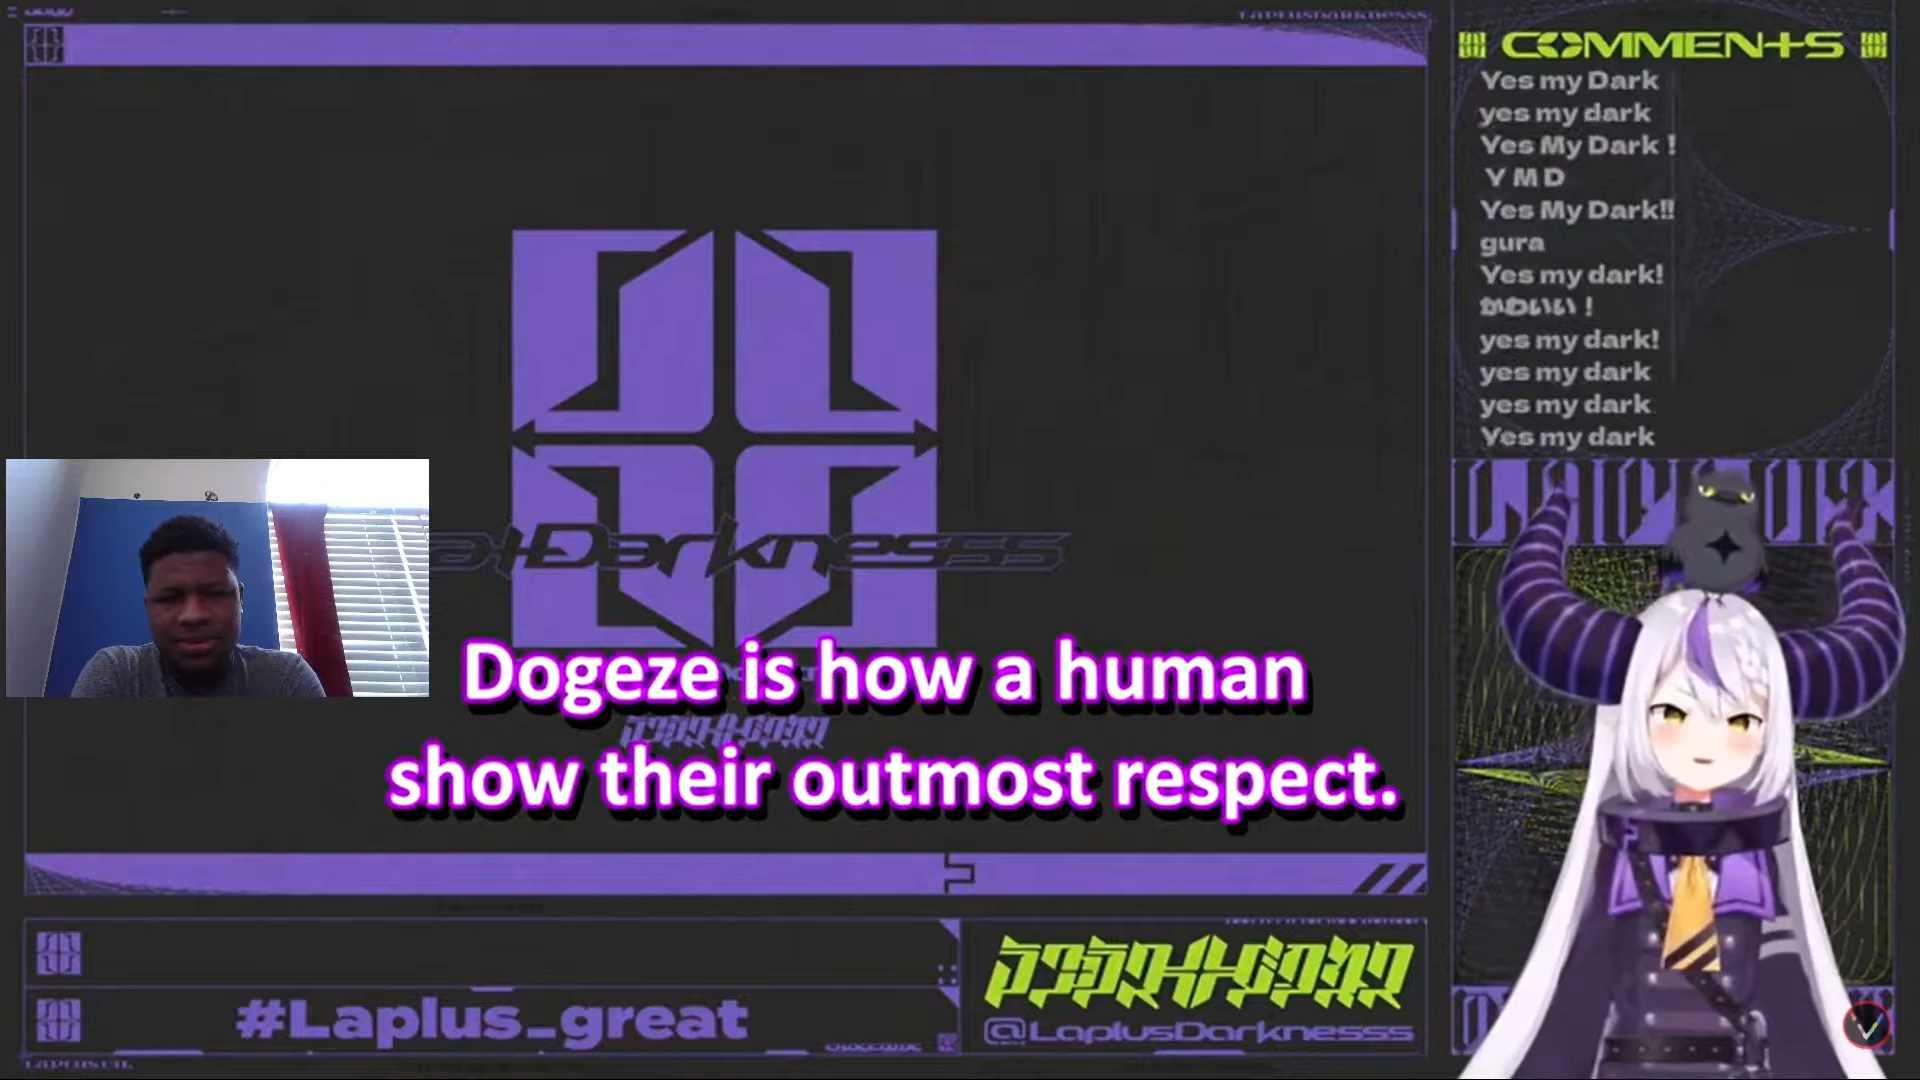 COMMENTS
Yes my Dark
yes my dark
Yes My Dark !
Y M D
Yes My Dark!!
gura
Yes my dark!
かわいい !
yes my dark!
yes my dark
yes my dark
Yes my dark
Darknesss
Dogeze is how a human
show their outmost respect.
#Laplus_great
@LaplusDarknesss